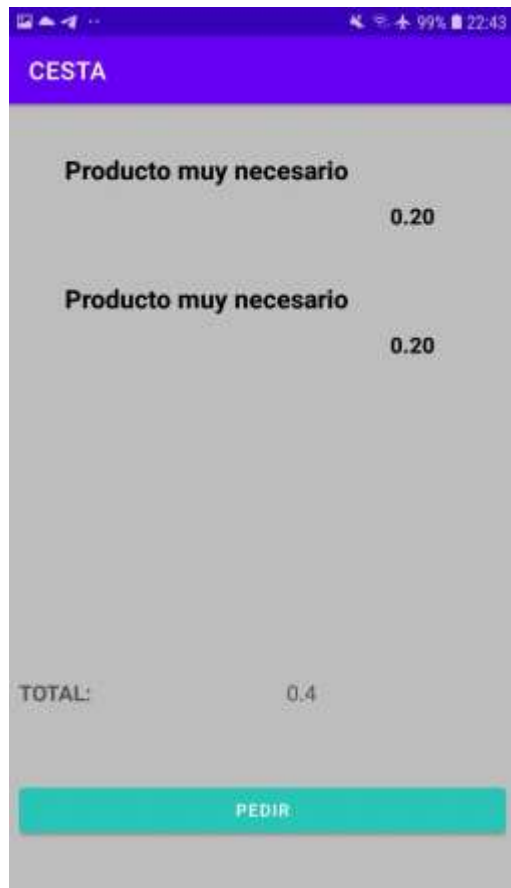 99% 22:43
CESTA
Producto muy necesario
0.20
Producto muy necesario
0.20
TOTAL: 0.4
PEDIR